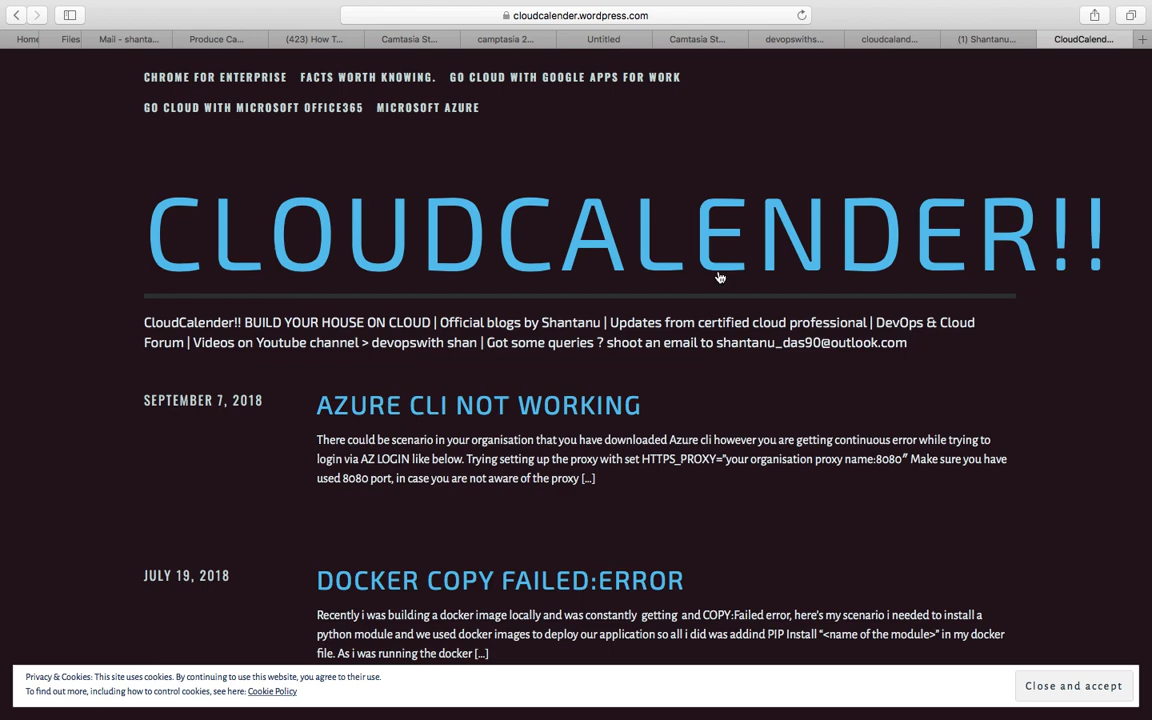 cloudcalender.wordpress.com
Home
Files
Mail – shanta...
Produce Ca...
(423) How T...
Camtasia St...
camptasia 2...
Untitled
Camtasia St...
devopswiths...
cloudcaland...
(1) Shantanu...
CloudCalend...
CHROME FOR ENTERPRISE FACTS WORTH KNOWING. GO CLOUD WITH GOOGLE APPS FOR WORK
GO CLOUD WITH MICROSOFT OFFICE365 MICROSOFT AZURE
CLOUDCALENDER!!
CloudCalender!! BUILD YOUR HOUSE ON CLOUD | Official blogs by Shantanu | Updates from certified cloud professional | DevOps & Cloud
Forum | Videos on Youtube channel > devopswith shan | Got some queries ? shoot an email to shantanu_das90@outlook.com
SEPTEMBER 7, 2018
AZURE CLI NOT WORKING
There could be scenario in your organisation that you have downloaded Azure cli however you are getting continuous error while trying to
login via AZ LOGIN like below. Trying setting up the proxy with set HTTPS_PROXY="your organisation proxy name:8080″ Make sure you have
used 8080 port, in case you are not aware of the proxy [...]
JULY 19, 2018
DOCKER COPY FAILED:ERROR
Recently i was building a docker image locally and was constantly getting and COPY:Failed error, here's my scenario i needed to install a
python module and we used docker images to deploy our application so all i did was addind PIP Install “<name of the module>” in my docker
file. As i was running the docker [...]
Privacy & Cookies: This site uses cookies. By continuing to use this website, you agree to their use.
To find out more, including how to control cookies, see here: Cookie Policy
Close and accept